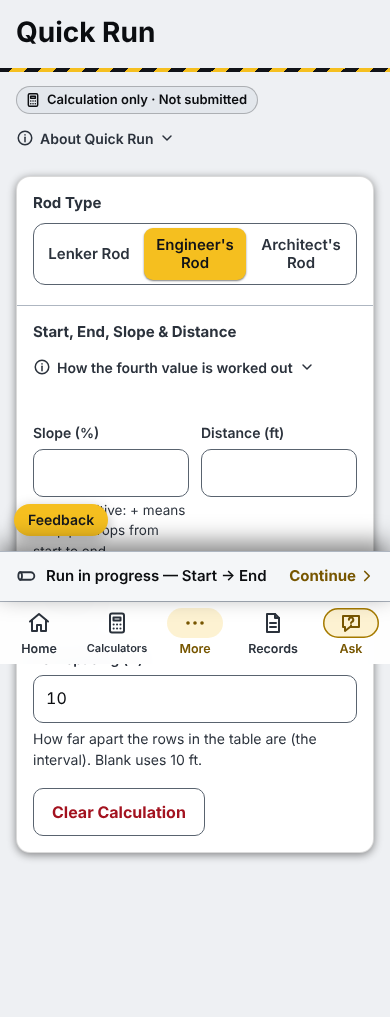 Quick Run
Calculation only · Not submitted
About Quick Run
Rod Type
Lenker Rod
Engineer's
Rod
Architect's
Rod
Start, End, Slope & Distance
How the fourth value is worked out
Slope (%)
Distance (ft)
: + means
ops from
Feedback
start to end
Run in progress — Start → End
Continue
Home
Calculators
More
Records
Ask
10
How far apart the rows in the table are (the
interval). Blank uses 10 ft.
Clear Calculation